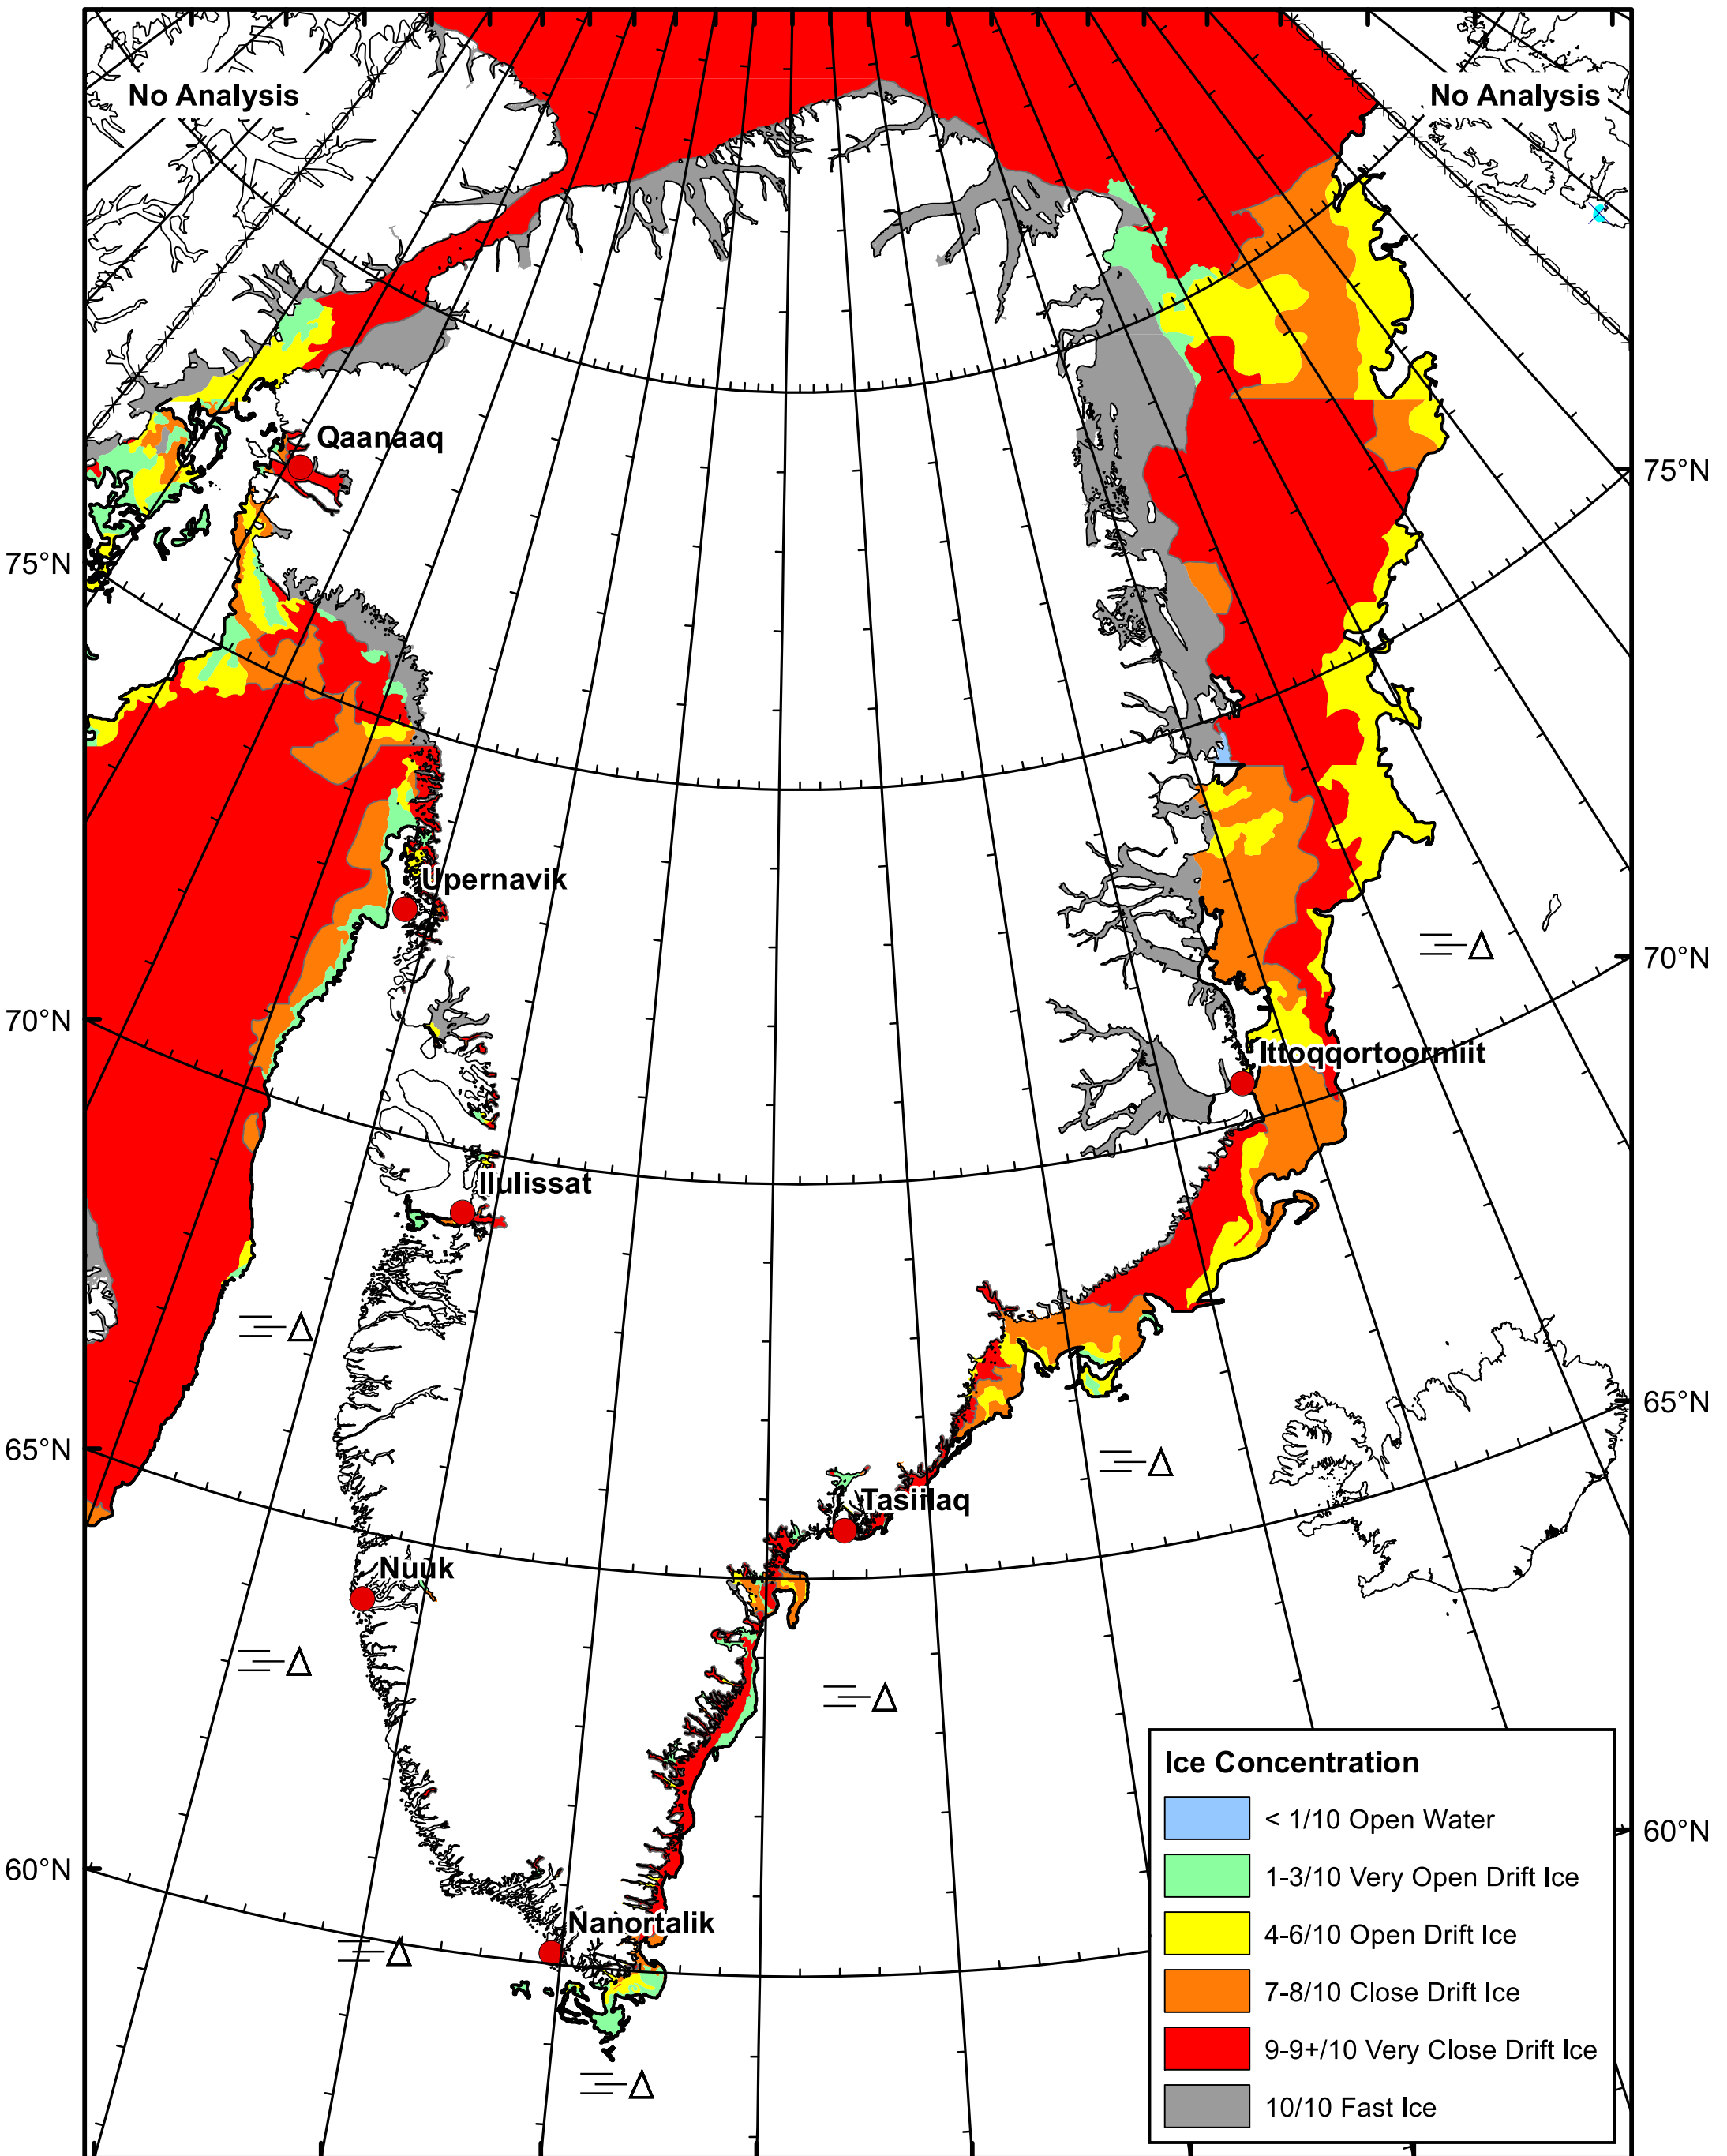 No Analysis
No Analysis
Qaanaaq
75°N
75°N
Upernavik
70°N
70°N
Ittoqqortoormiit
Ilulissat
65°N
65°N
Tasiilaq
Nuuk
60°N
60°N
Nanortalik
Ice Concentration
< 1/10 Open Water
1-3/10 Very Open Drift Ice
4-6/10 Open Drift Ice
7-8/10 Close Drift Ice
9-9+/10 Very Close Drift Ice
10/10 Fast Ice